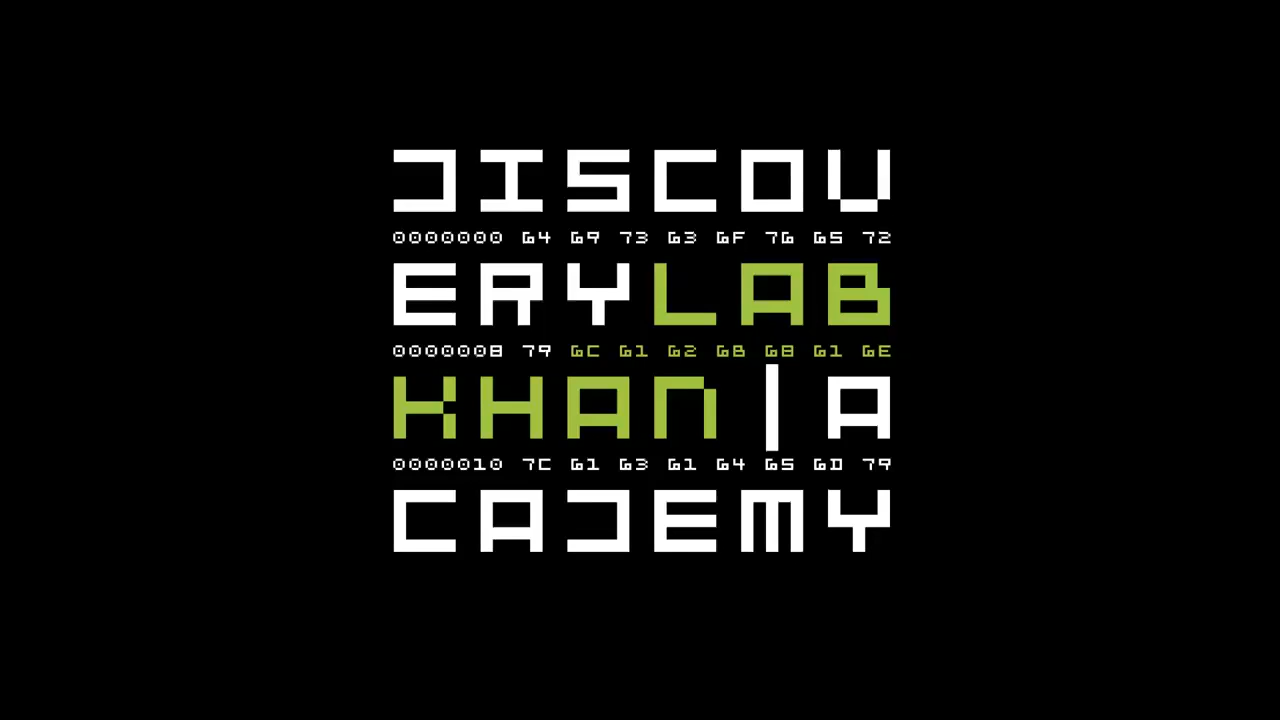 DISCOV
0000000 64 69 73 63 6F 76 65 72
ERYLAB
0000008 79 6C 61 62 6B 68 61 6E
KHAN|A
0000010 7C 61 63 61 64 65 6D 79
CADEMY